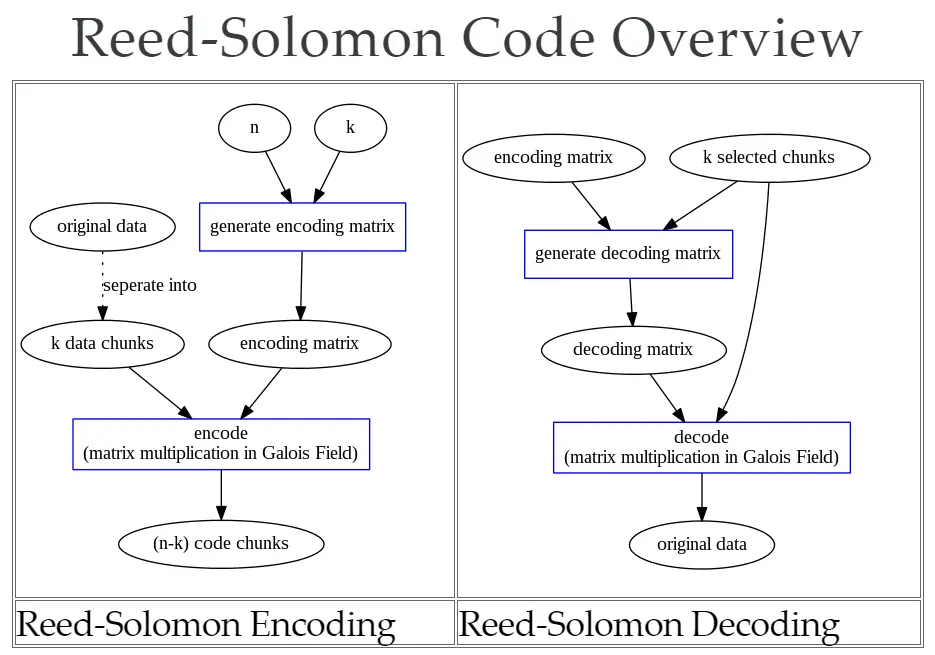 Reed-Solomon Code Overview
n
k
original data
generate encoding matrix
seperate into
k data chunks
encoding matrix
encode
(matrix multiplication in Galois Field)
(n-k) code chunks
Reed-Solomon Encoding
encoding matrix
k selected chunks
generate decoding matrix
decoding matrix
decode
(matrix multiplication in Galois Field)
original data
Reed-Solomon Decoding